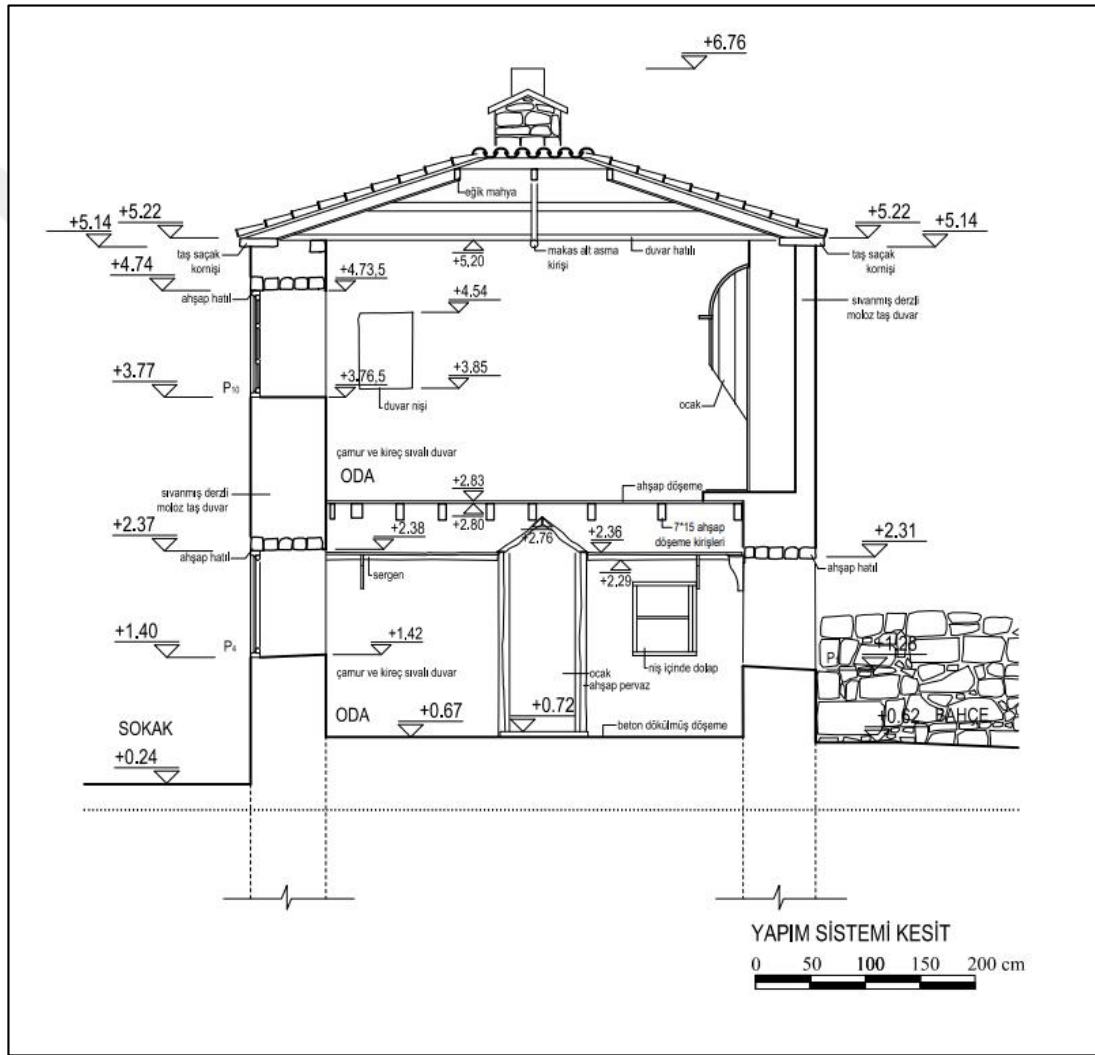 +6.76
eğik mahya
+5.14
+5.22
+5.22
+5.14
taş saçak
kornişi
+5,20
makas alt asma
kirişi
duvar hatılı
taş saçak
kornişi
+4.74
+4.73,5
ahşap hatıl
+4.54
sıvanmış derzli
moloz taş duvar
+3.77
P10
+3.76,5
+3.85
duvar nişi
ocak
çamur ve kireç sıvalı duvar
ODA
+2.83
ahşap döşeme
sıvanmış derzli
moloz taş duvar
+2.80
7*15 ahşap
döşeme kirişleri
+2.37
+2.38
+2.76
+2.36
+2.31
ahşap hatıl
sergen
+2.29
ahşap hatıl
+1.40
P4
+1.42
+1.28
niş içinde dolap
çamur ve kireç sıvalı duvar
ocak
ahşap pervaz
ODA
+0.67
+0.72
beton dökülmüş döşeme
+0.62
BAHÇE
SOKAK
+0.24
YAPIM SİSTEMİ KESİT
0 50 100 150 200 cm